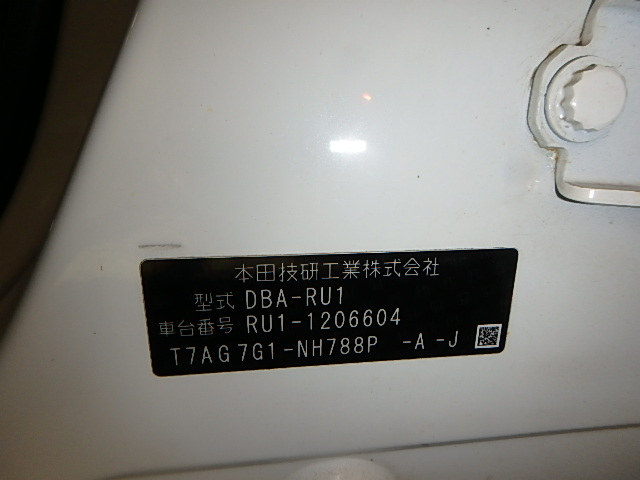 本田技研工業株式会社
型式 DBA-RU1
車台番号 RU1-1206604
T7AG7G1-NH788P -A-J